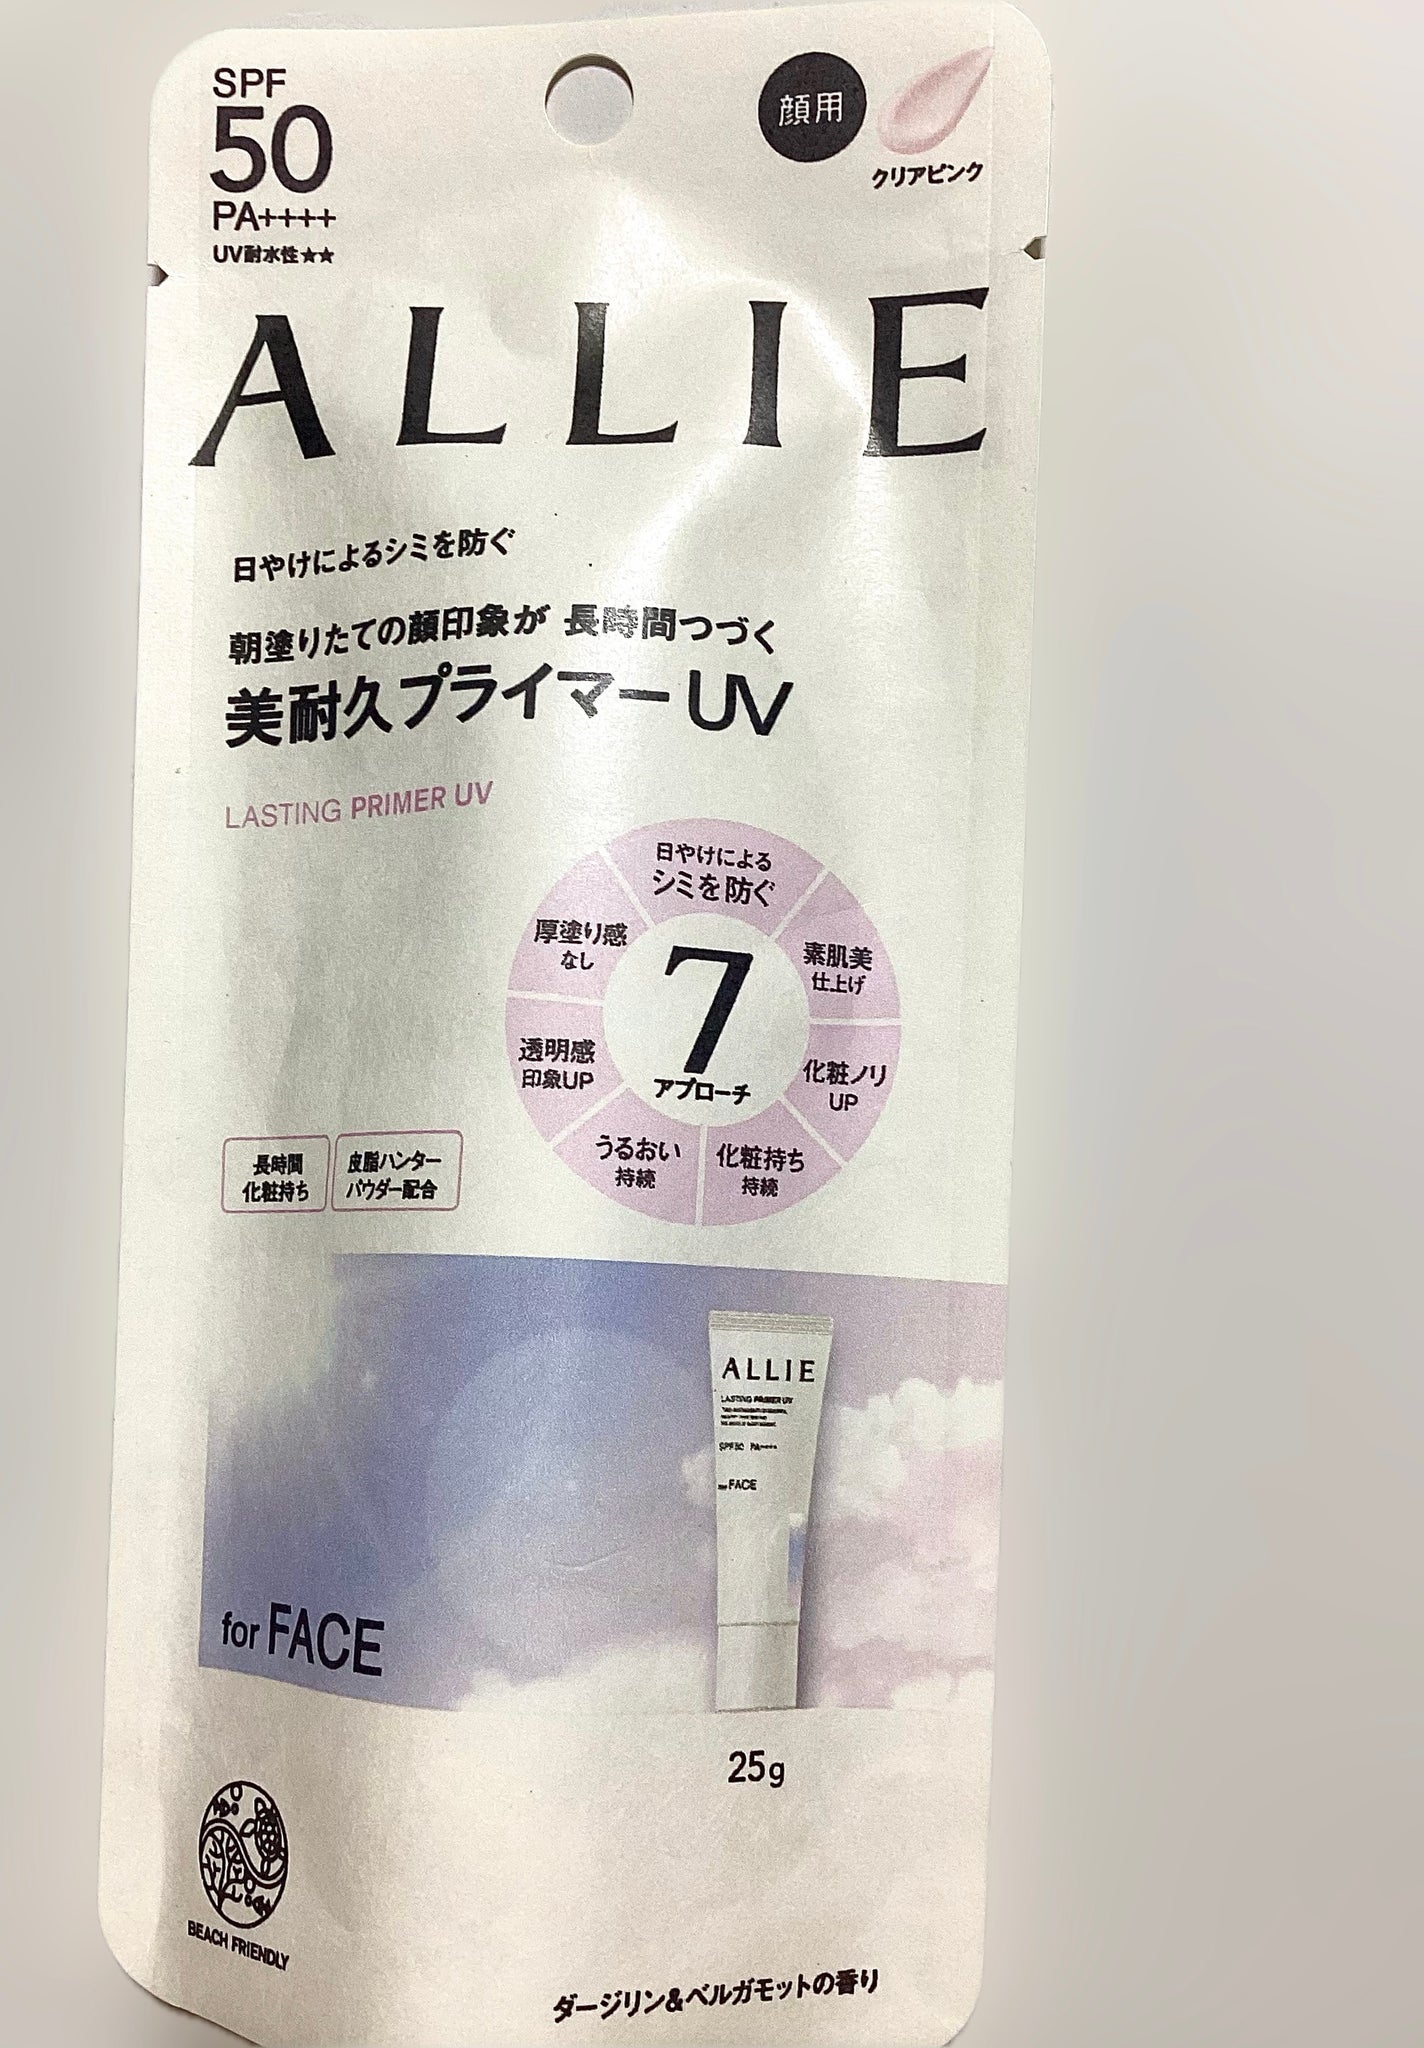 SPF
50
PA++++
UV耐水性★★
顔用
クリアピンク
ALLIE
日やけによるシミを防ぐ
朝塗りたての顔印象が 長時間つづく
美耐久プライマーUV
LASTING PRIMER UV
日やけによる
シミを防ぐ
素肌美
仕上げ
化粧ノリ
UP
化粧持ち
持続
うるおい
持続
透明感
印象UP
厚塗り感
なし
7
アプローチ
長時間
化粧持ち
皮脂ハンター
パウダー配合
ALLIE
LASTING PRIMER UV
SPF50 PA++++
for FACE
for FACE
25g
BEACH FRIENDLY
ダージリン&ベルガモットの香り